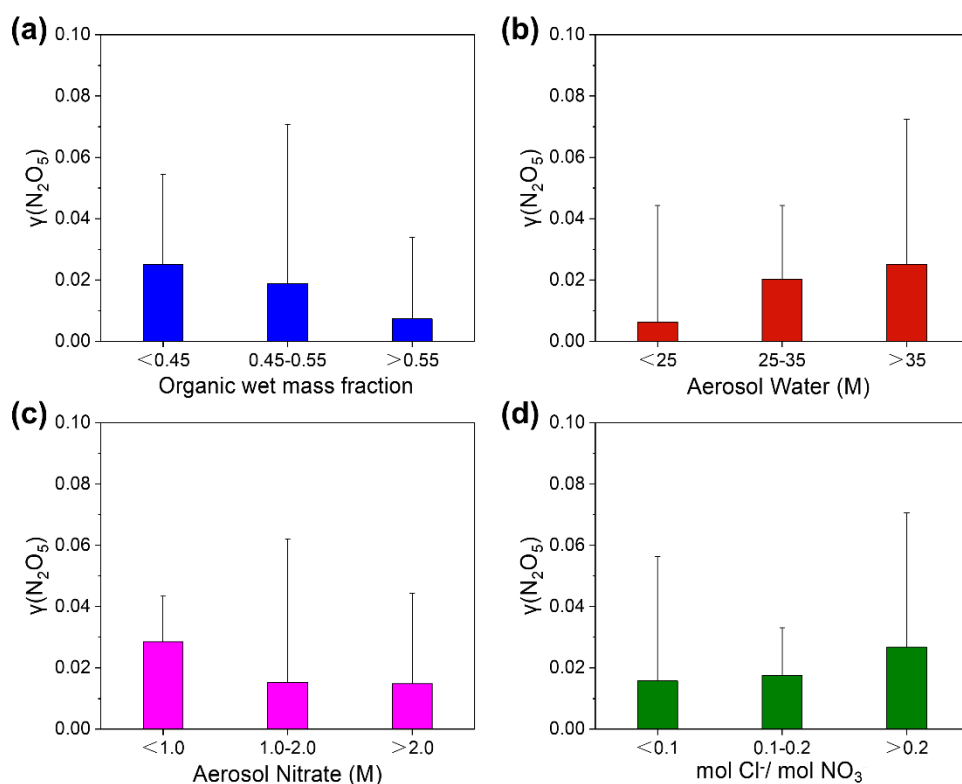 (a)
0.10
0.08
0.06
0.04
0.02
0.00
γ(N₂O₅)
<0.45 0.45-0.55 >0.55
Organic wet mass fraction
(b)
0.10
0.08
0.06
0.04
0.02
0.00
γ(N₂O₅)
<25 25-35 >35
Aerosol Water (M)
(c)
0.10
0.08
0.06
0.04
0.02
0.00
γ(N₂O₅)
<1.0 1.0-2.0 >2.0
Aerosol Nitrate (M)
(d)
0.10
0.08
0.06
0.04
0.02
0.00
γ(N₂O₅)
<0.1 0.1-0.2 >0.2
mol Cl⁻/ mol NO₃